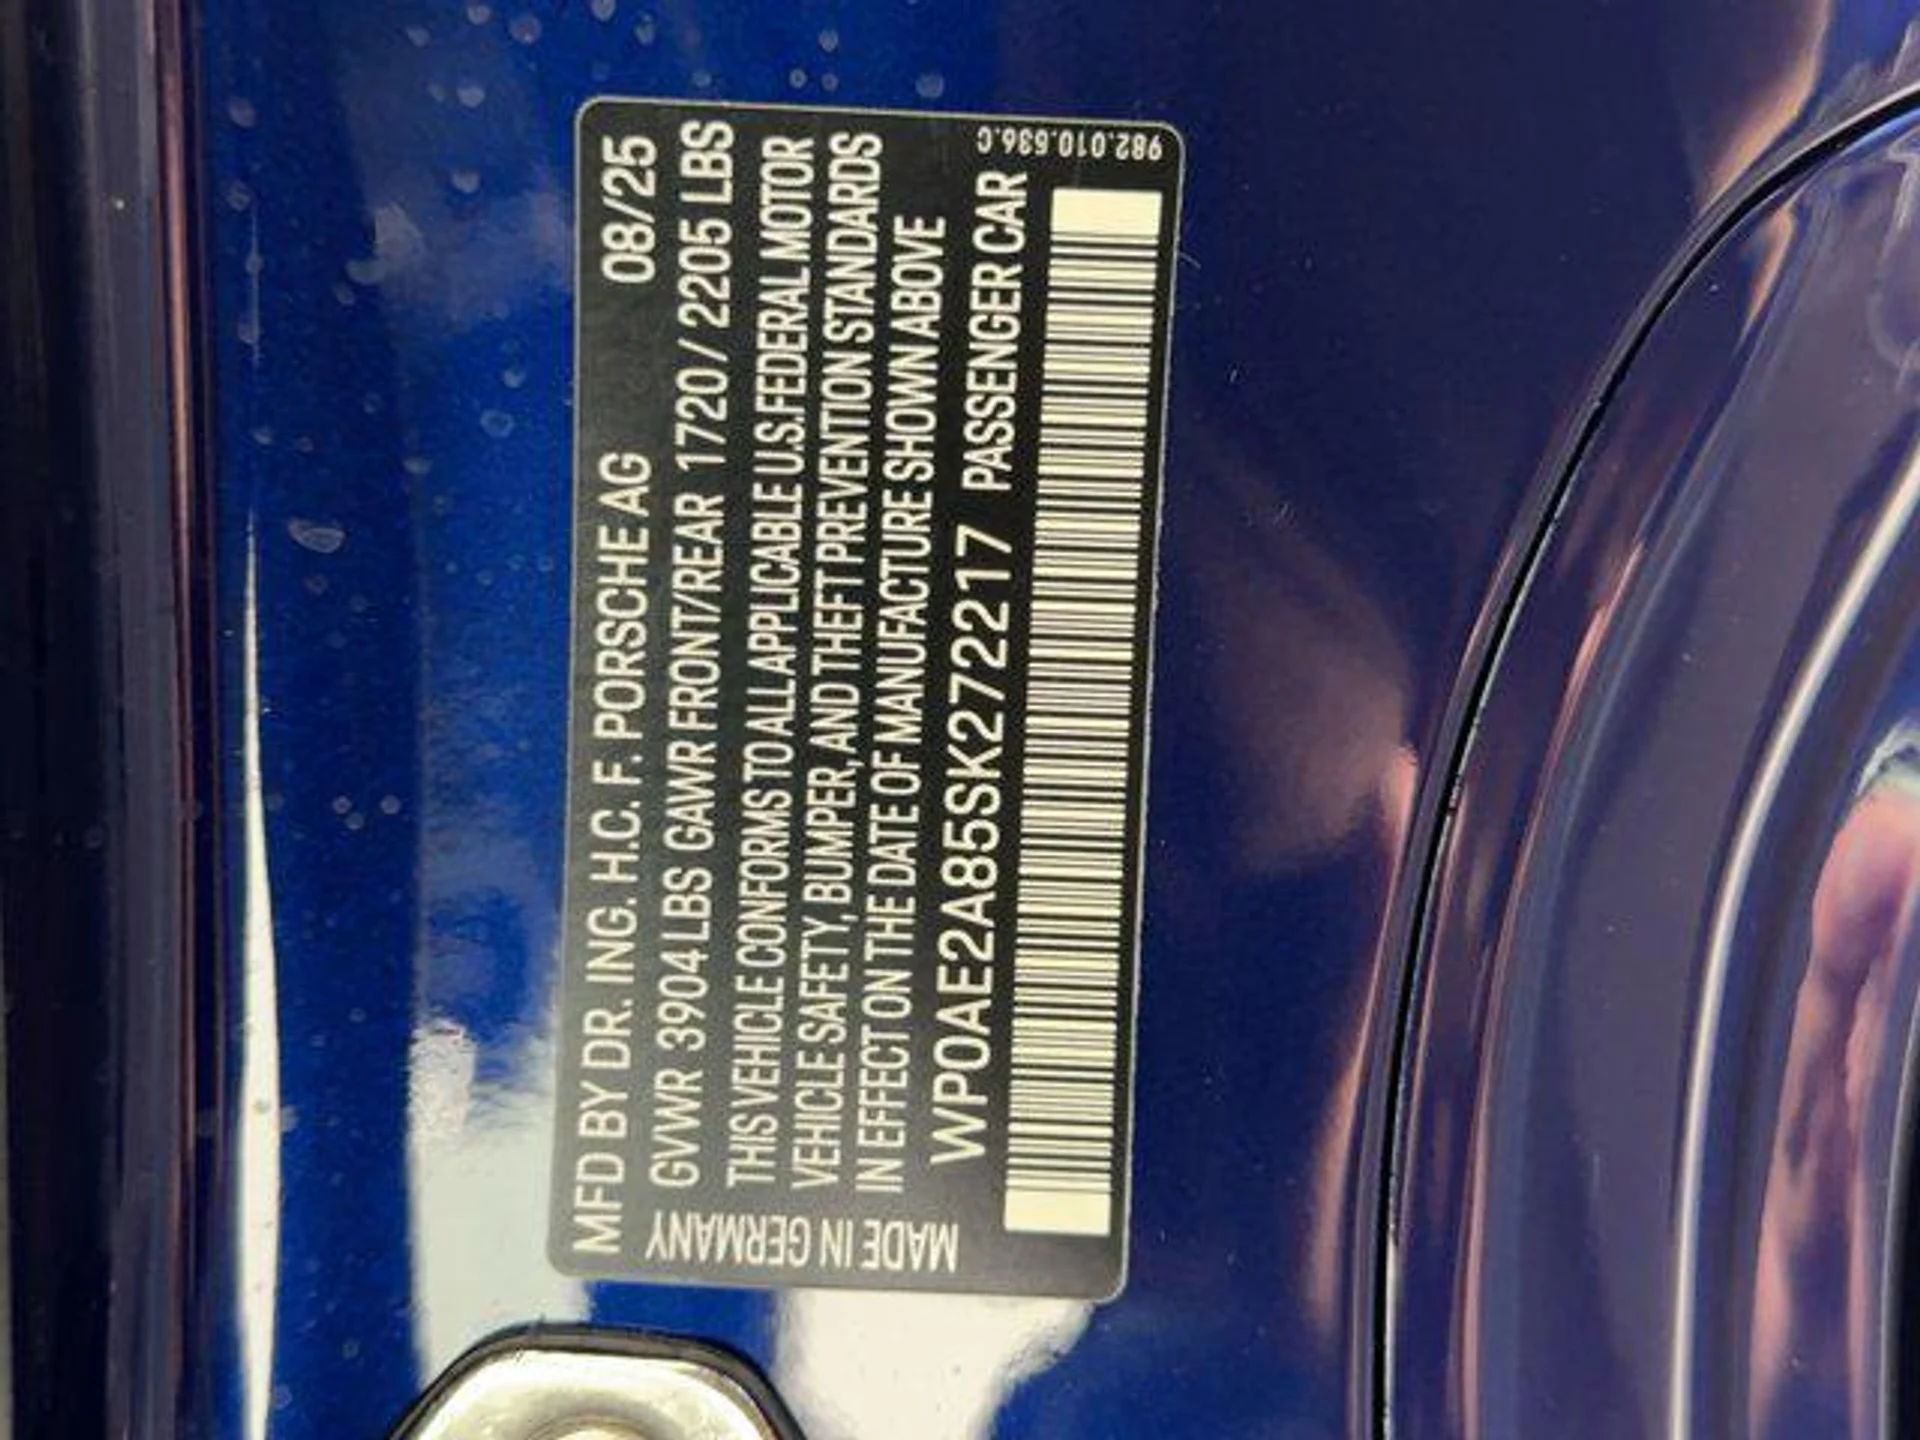 MFD BY DR. ING. H.C. F. PORSCHE AG 08/25
GVWR 3904 LBS GAWR FRONT/REAR 1720 / 2205 LBS
THIS VEHICLE CONFORMS TO ALL APPLICABLE U.S. FEDERAL MOTOR
VEHICLE SAFETY, BUMPER, AND THEFT PREVENTION STANDARDS
IN EFFECT ON THE DATE OF MANUFACTURE SHOWN ABOVE
WP0AE2A85SK272217 PASSENGER CAR
MADE IN GERMANY
982.010.636.C